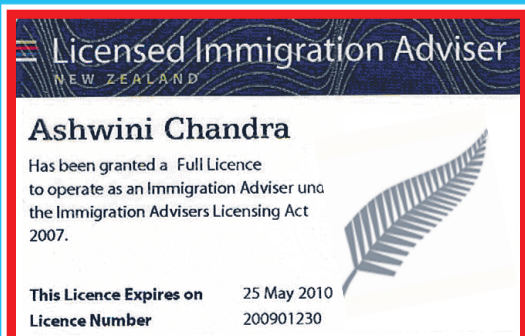 Licensed Immigration Adviser
NEW ZEALAND
Ashwini Chandra
Has been granted a Full Licence
to operate as an Immigration Adviser und
the Immigration Advisers Licensing Act
2007.
This Licence Expires on 25 May 2010
Licence Number 200901230